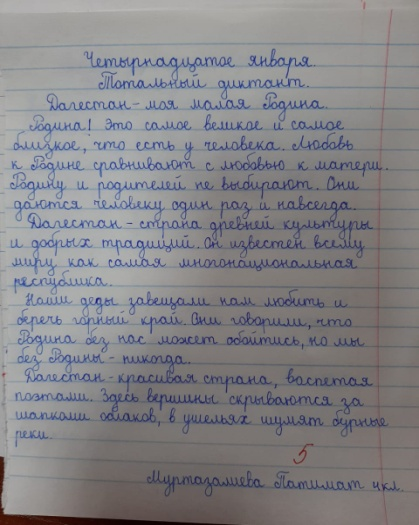 Четырнадцатое января.
Тотальный диктант.
Дагестан - моя малая Родина.
Родина! Это самое великое и самое
близкое, что есть у человека. Любовь
к Родине сравнивают с любовью к матери.
Родину и родителей не выбирают. Они
даются человеку один раз и навсегда.
Дагестан - страна древней культуры
и добрых традиций. Он известен всему
миру как самая многонациональная
республика.
Наши деды завещали нам любить и
беречь горный край. Они говорили, что
Родина без нас может обойтись, но мы
без Родины - никогда.
Дагестан - красивая страна, воспетая
поэтами. Здесь вершины скрываются за
шапками облаков, в ущельях шумят бурные
реки.
5
Муртазалиева Патимат 4 кл.